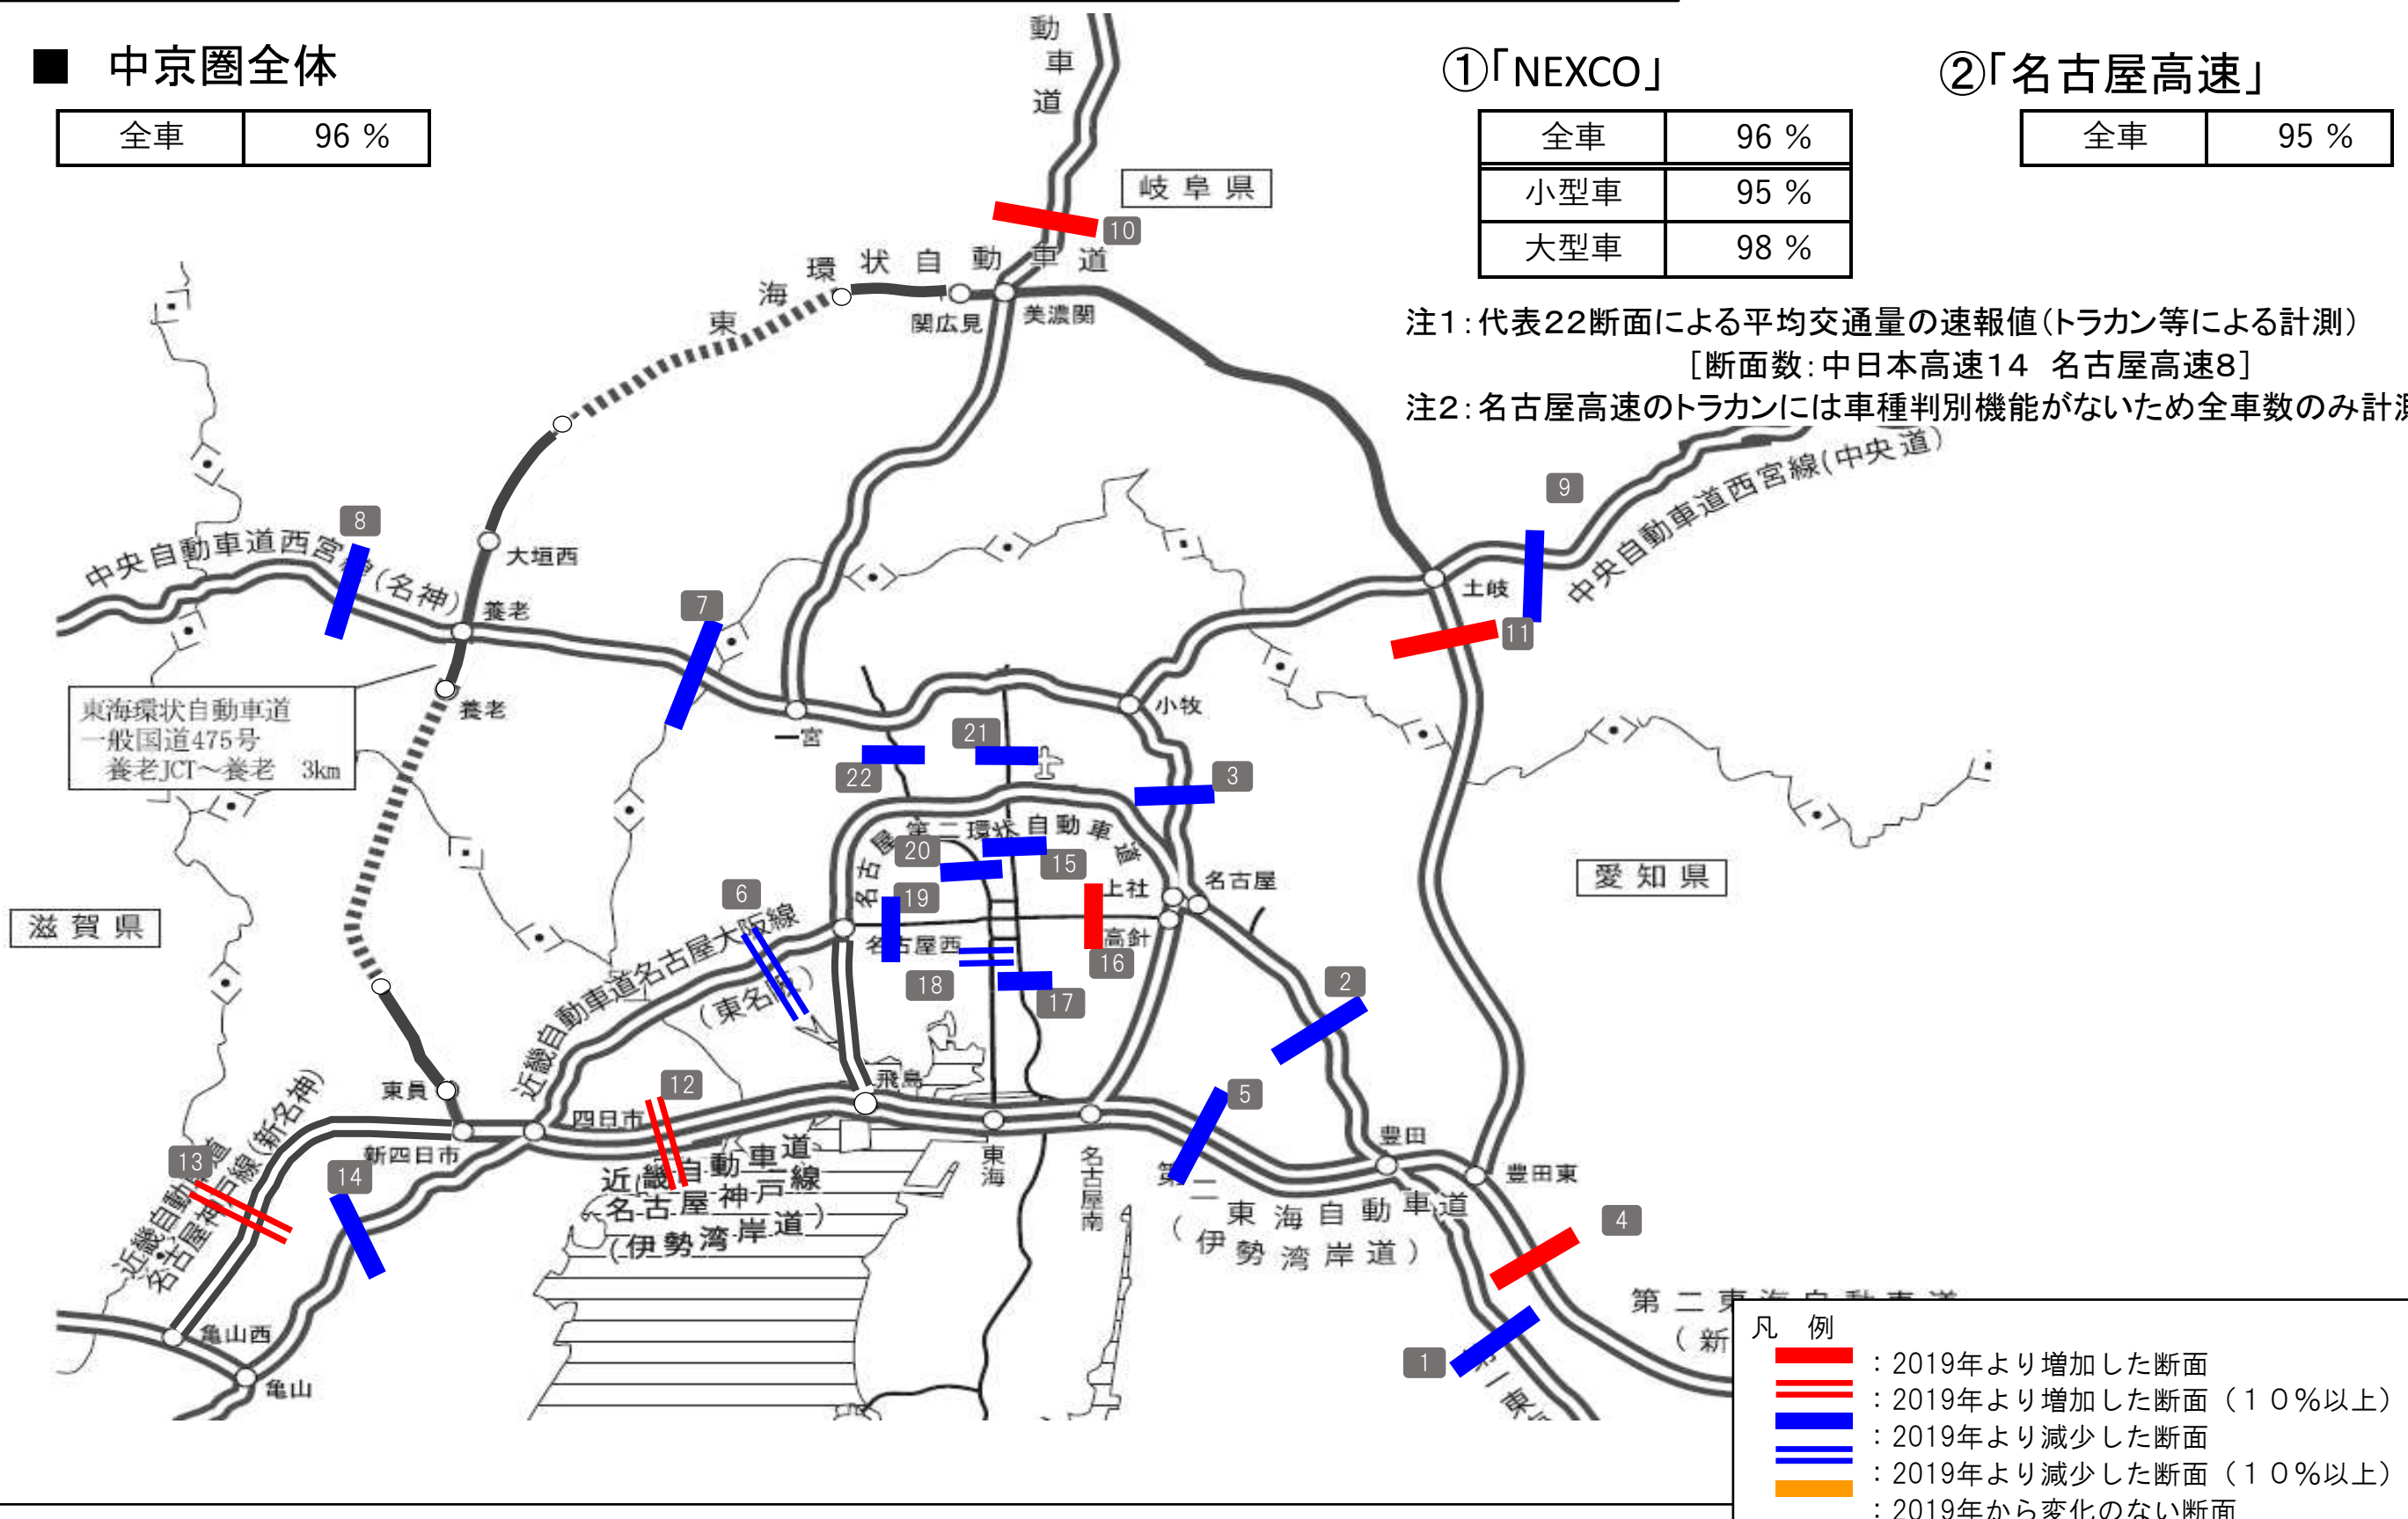 ■ 中京圏全体
全車 96 %
①「NEXCO」
全車 96 %
小型車 95 %
大型車 98 %
②「名古屋高速」
全車 95 %
注1：代表22断面による平均交通量の速報値（トラカン等による計測）
［断面数：中日本高速14 名古屋高速8］
注2：名古屋高速のトラカンには車種判別機能がないため全車数のみ計測
動車道
岐阜県
10
東海環状自動車道
関広見
美濃関
9
中央自動車道西宮線(中央道)
8
中央自動車道西宮線(名神)
大垣西
養老
7
土岐
11
東海環状自動車道
一般国道475号
養老JCT～養老 3km
養老
一宮
小牧
21
22
3
名古屋第二環状自動車道
20
15
上社
名古屋
愛知県
19
6
滋賀県
近畿自動車道名古屋大阪線
(東名阪)
名古屋西
高針
16
18
17
2
東員
飛島
12
5
四日市
新四日市
近畿自動車道
名古屋神戸線
(伊勢湾岸道)
東海
名古屋南
豊田
豊田東
13
14
近畿自動車道
名古屋神戸線(新名神)
第二東海自動車道
(伊勢湾岸道)
4
亀山西
亀山
1
第一東
第二東海自動車道
(新
凡 例
：2019年より増加した断面
：2019年より増加した断面（１０％以上）
：2019年より減少した断面
：2019年より減少した断面（１０％以上）
：2019年から変化のない断面